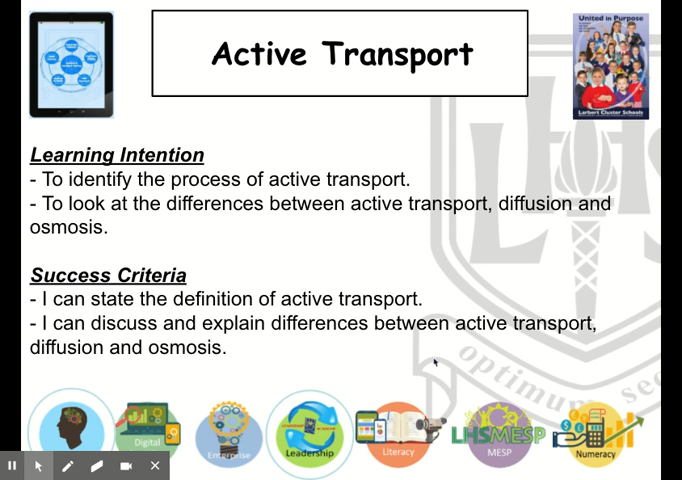 United in Purpose
Active Transport
Larbert Cluster Schools
LHS
Learning Intention
- To identify the process of active transport.
- To look at the differences between active transport, diffusion and
osmosis.
Success Criteria
- I can state the definition of active transport.
- I can discuss and explain differences between active transport,
diffusion and osmosis.
optimum sec
Digital
Enterprise
Leadership
Literacy
LHSMESP
MESP
Numeracy